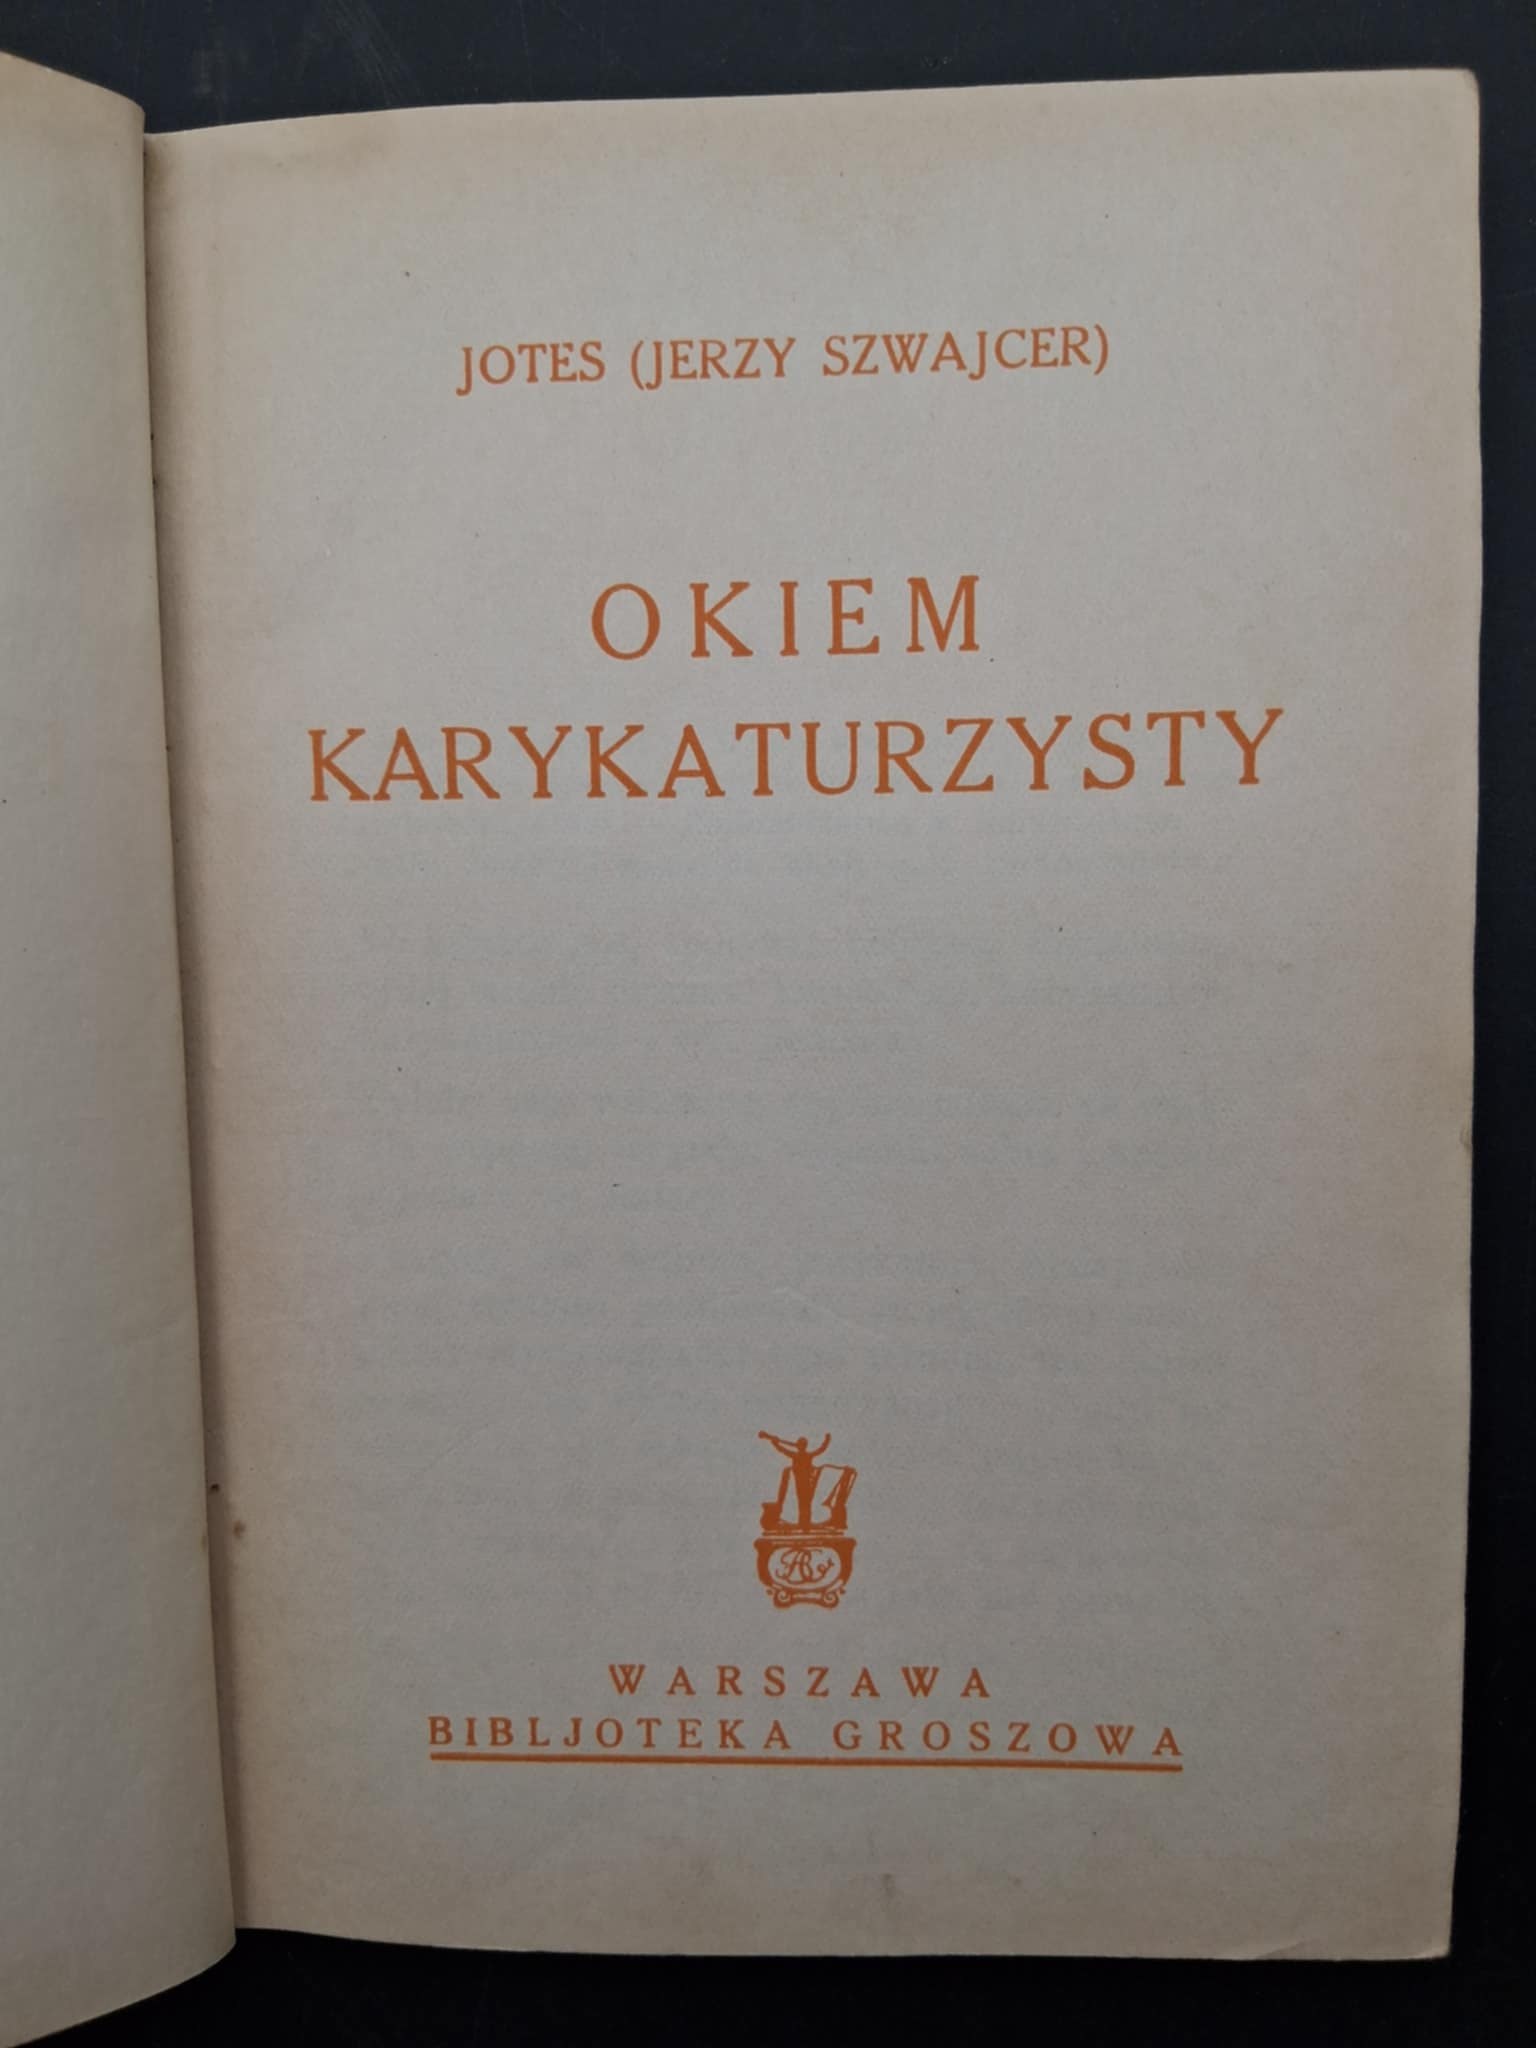 JOTES (JERZY SZWAJCER)
OKIEM
KARYKATURZYSTY
WARSZAWA
BIBLJOTEKA GROSZOWA